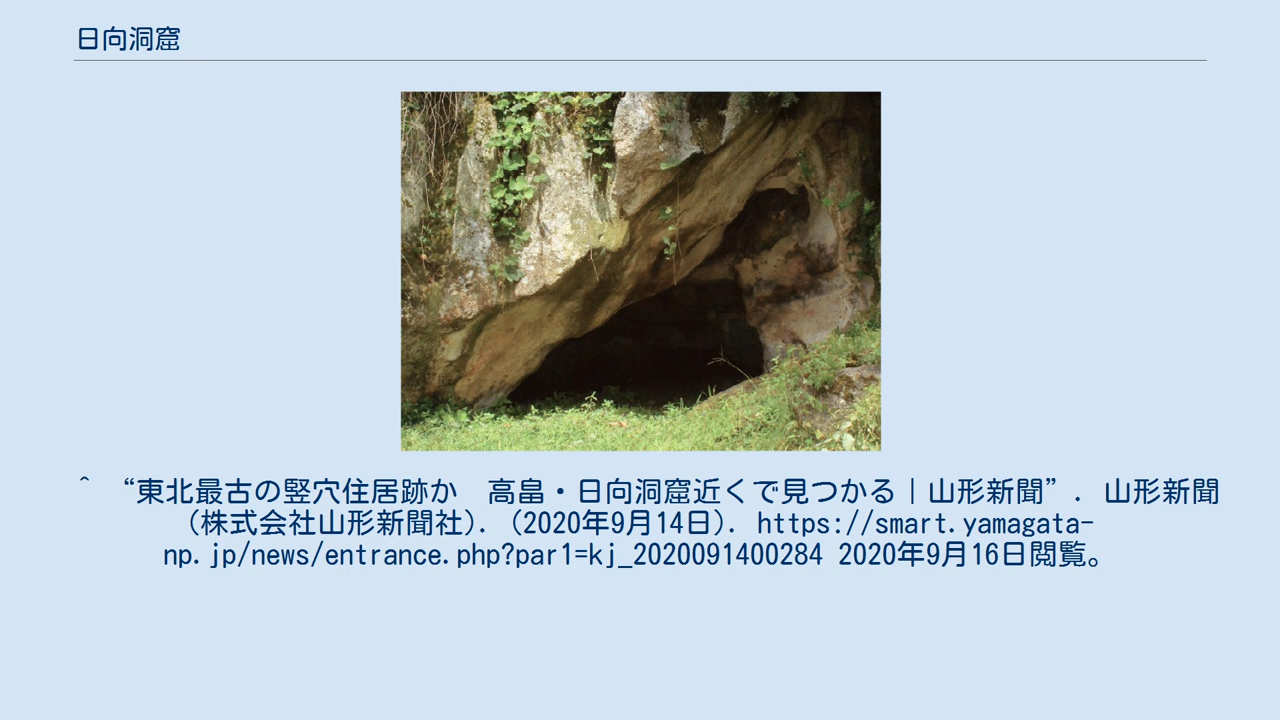 日向洞窟
^ “東北最古の竪穴住居跡か　高畠・日向洞窟近くで見つかる|山形新聞”. 山形新聞
(株式会社山形新聞社). (2020年9月14日). https://smart.yamagata-
np.jp/news/entrance.php?par1=kj_2020091400284 2020年9月16日閲覧。